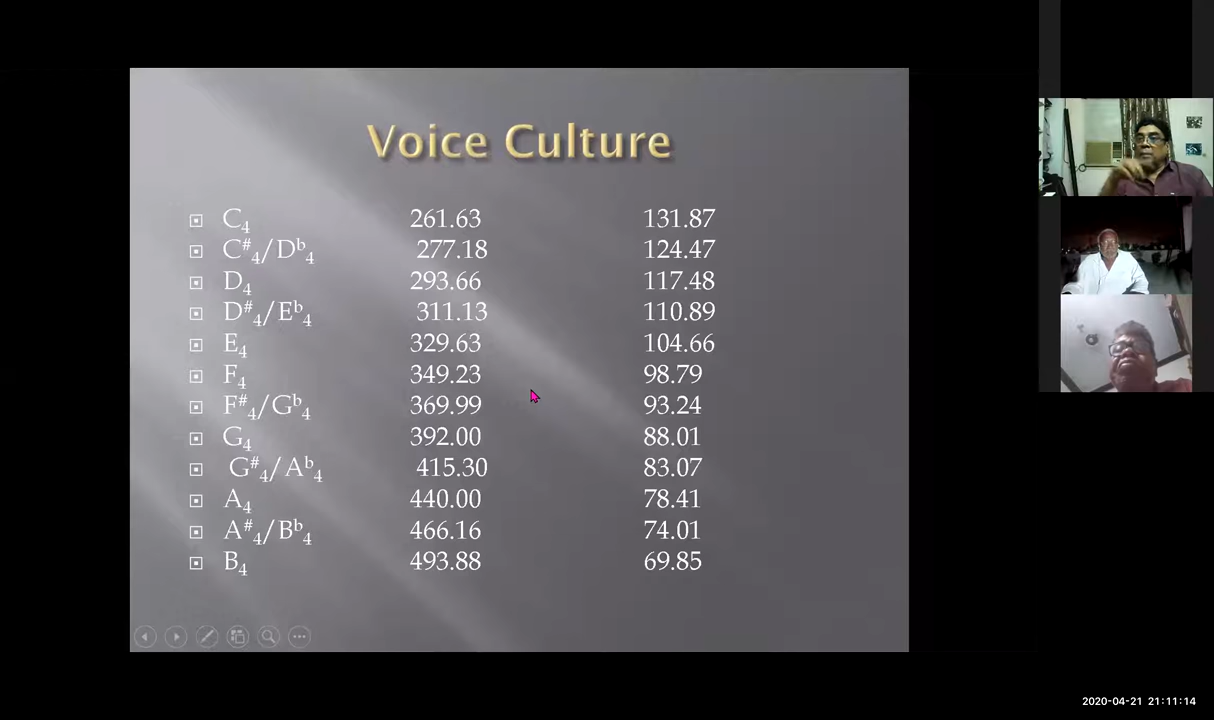 Voice Culture
C₄ 261.63 131.87
C#₄/Db₄ 277.18 124.47
D₄ 293.66 117.48
D#₄/Eb₄ 311.13 110.89
E₄ 329.63 104.66
F₄ 349.23 98.79
F#₄/Gb₄ 369.99 93.24
G₄ 392.00 88.01
G#₄/Ab₄ 415.30 83.07
A₄ 440.00 78.41
A#₄/Bb₄ 466.16 74.01
B₄ 493.88 69.85
2020-04-21 21:11:14